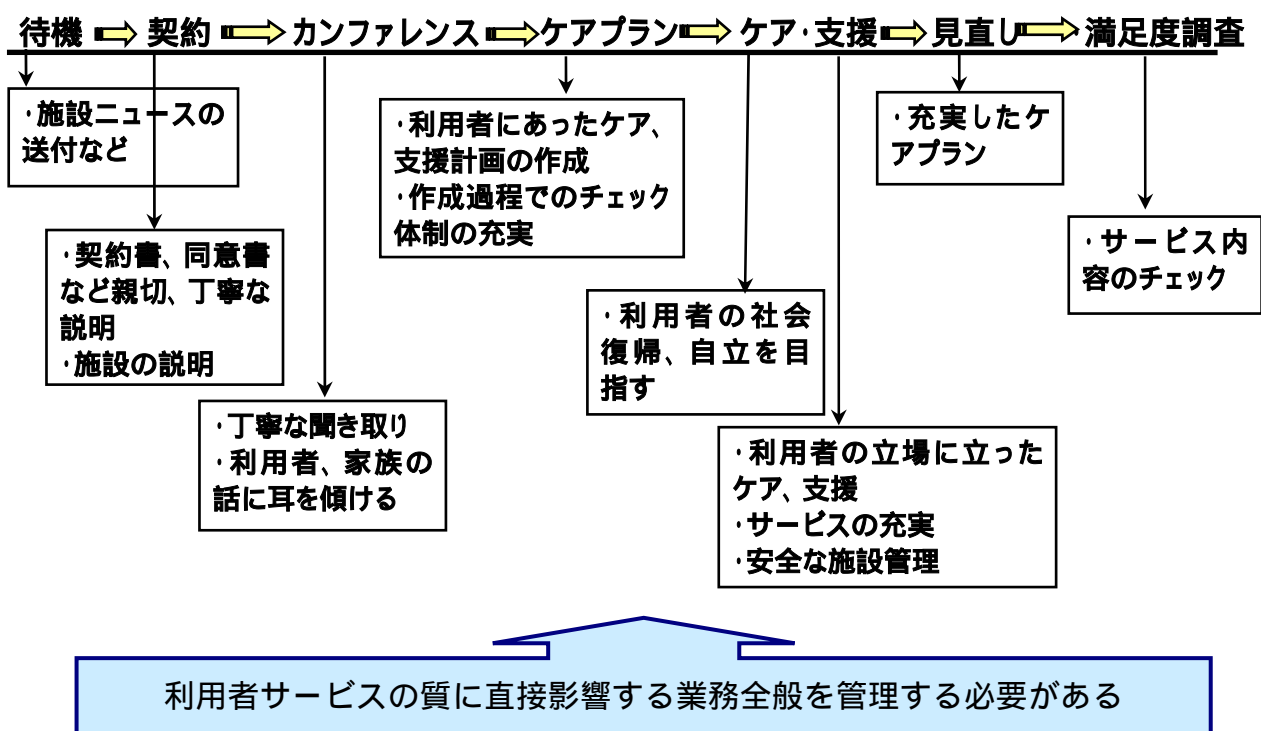 待機 契約 カンファレンス ケアプラン ケア・支援 見直し 満足度調査
・施設ニュースの
送付など
・契約書、同意書
など親切、丁寧な
説明
・施設の説明
・丁寧な聞き取り
・利用者、家族の
話に耳を傾ける
・利用者にあったケア、
支援計画の作成
・作成過程でのチェック
体制の充実
・利用者の社会
復帰、自立を目
指す
・利用者の立場に立った
ケア、支援
・サービスの充実
・安全な施設管理
・充実したケ
アプラン
・サービス内
容のチェック
利用者サービスの質に直接影響する業務全般を管理する必要がある